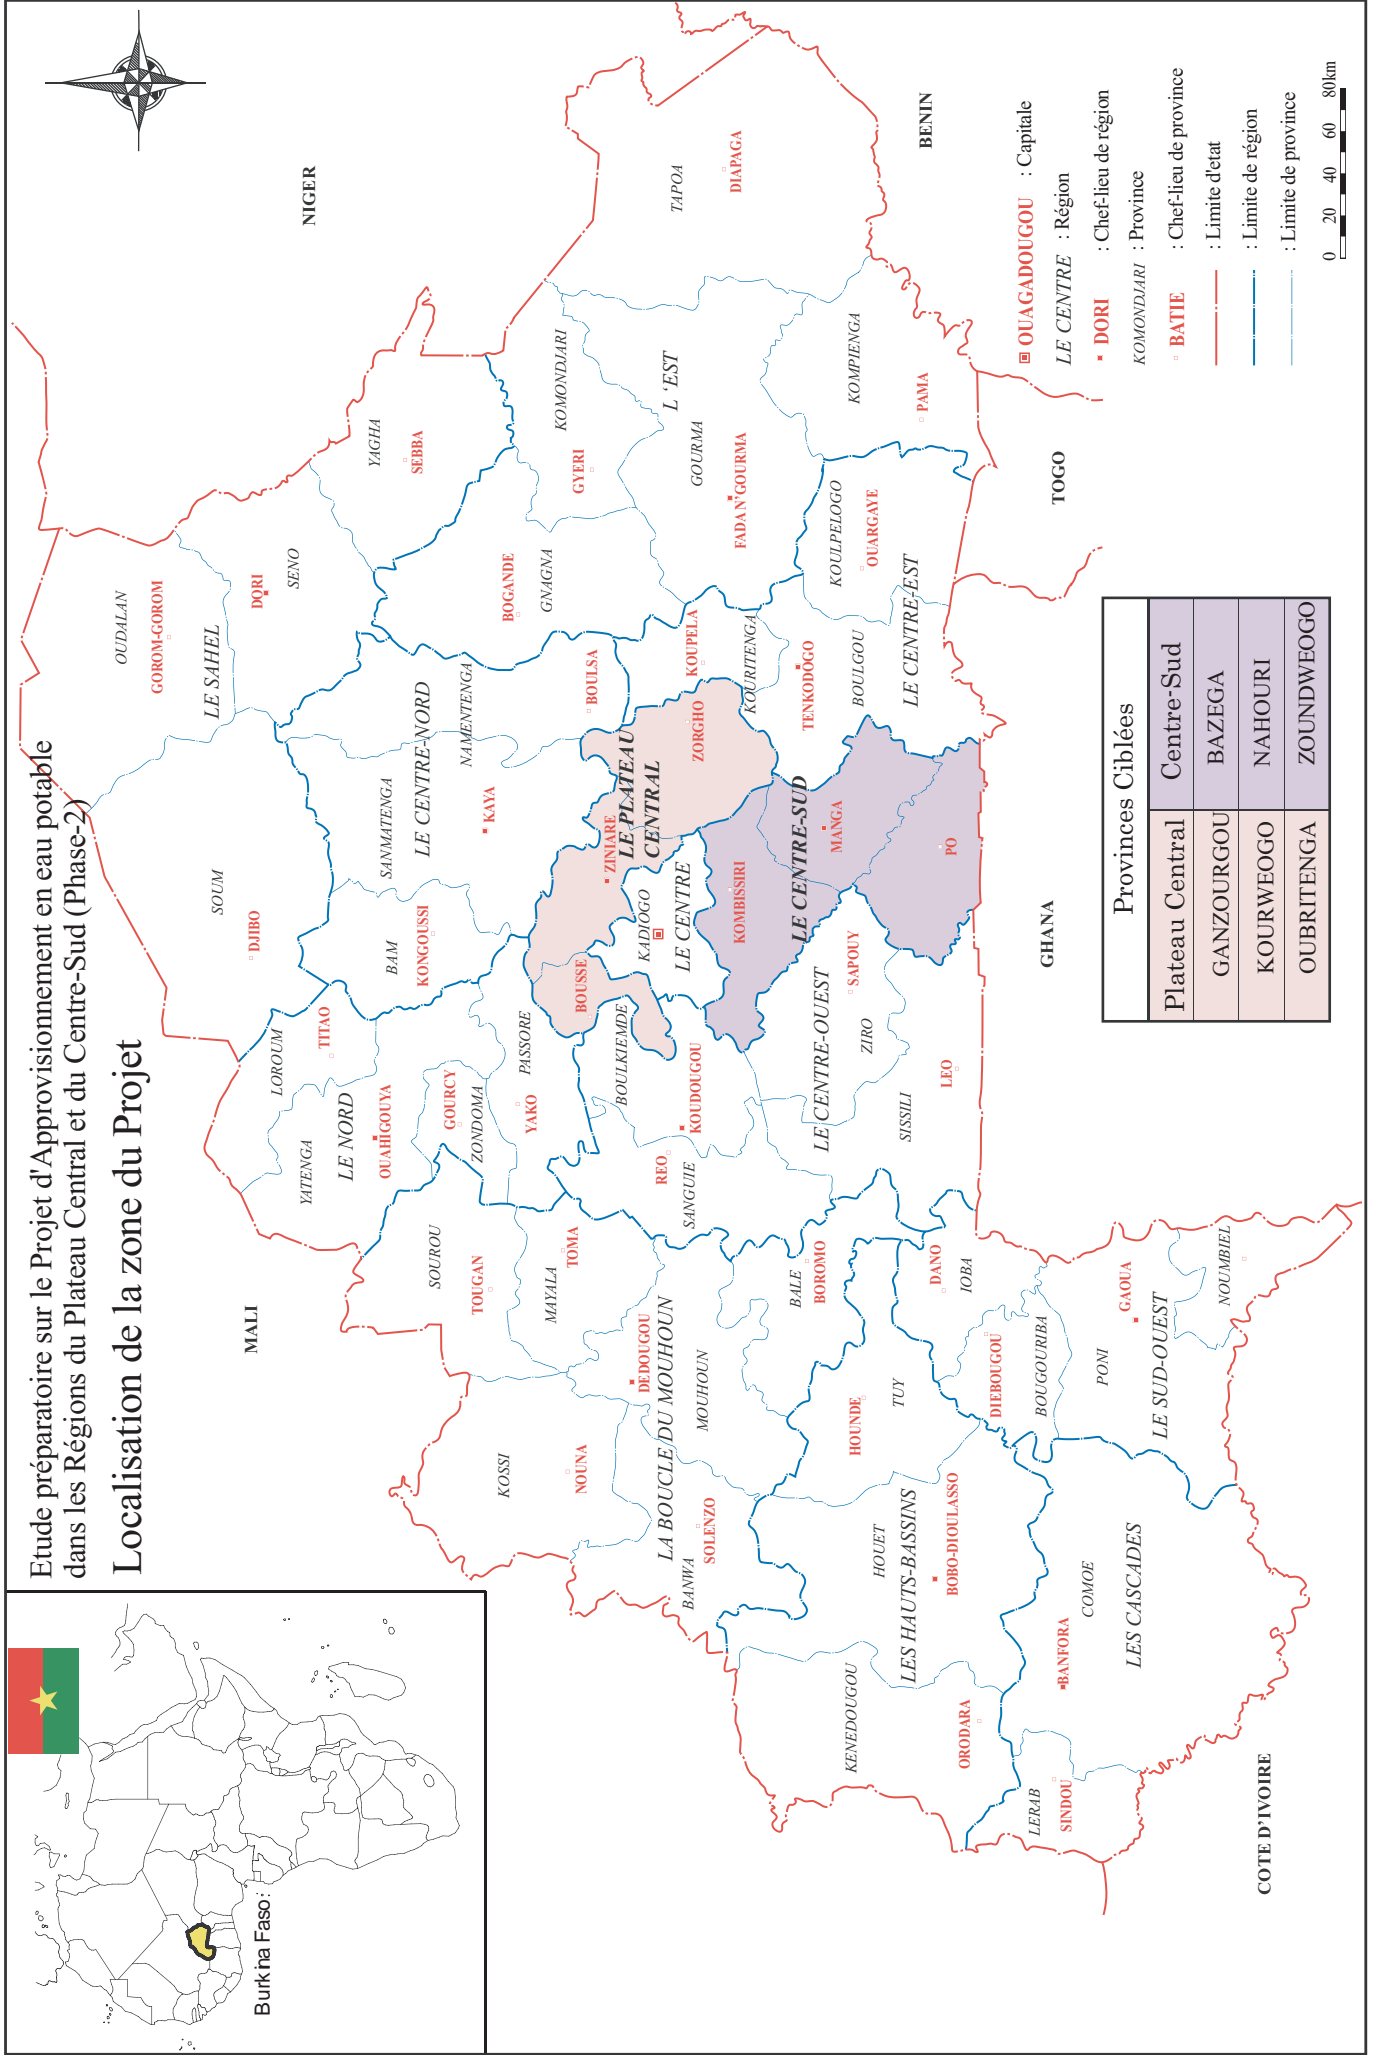 Etude préparatoire sur le Projet d'Approvisionnement en eau potable
dans les Régions du Plateau Central et du Centre-Sud (Phase-2)
Localisation de la zone du Projet
Burkina Faso:
NIGER
MALI
BENIN
TOGO
GHANA
COTE D'IVOIRE
OUDALAN
GOROM-GOROM
LE SAHEL
DORI
SENO
YAGHA
SEBBA
SOUM
DJIBO
LOROUM
TITAO
YATENGA
LE NORD
OUAHIGOUYA
GOURCY
ZONDOMA
PASSORE
YAKO
BAM
KONGOUSSI
SANMATENGA
LE CENTRE-NORD
NAMENTENGA
KAYA
BOULSA
BOGANDE
GNAGNA
KOMONDJARI
GYERI
L 'EST
GOURMA
FADA N'GOURMA
TAPOA
DIAPAGA
KOMPIENGA
PAMA
KOULPELOGO
OUARGAYE
LE CENTRE-EST
BOULGOU
KOURITENGA
KOUPELA
TENKODOGO
ZORGHO
LE PLATEAU
CENTRAL
ZINIARE
BOUSSE
KADIOGO
LE CENTRE
KOMBISSIRI
LE CENTRE-SUD
MANGA
PO
BOULKIEMDE
KOUDOUGOU
REO
SANGUIE
LE CENTRE-OUEST
SAPOUY
ZIRO
SISSILI
LEO
SOUROU
TOUGAN
MAYALA
TOMA
KOSSI
NOUNA
DEDOUGOU
LA BOUCLE DU MOUHOUN
MOUHOUN
BANWA
SOLENZO
BALE
BOROMO
TUY
HOUNDE
HOUET
LES HAUTS-BASSINS
BOBO-DIOULASSO
KENEDOUGOU
ORODARA
DANO
IOBA
DIEBOUGOU
BOUGOURIBA
PONI
GAOUA
LE SUD-OUEST
NOUMBIEL
COMOE
BANFORA
LES CASCADES
LERAB
SINDOU
OUAGADOUGOU : Capitale
LE CENTRE : Région
DORI : Chef-lieu de région
KOMONDJARI : Province
BATIE : Chef-lieu de province
: Limite d'etat
: Limite de région
: Limite de province
0 20 40 60 80km
Provinces Ciblées
Plateau Central Centre-Sud
GANZOURGOU BAZEGA
KOURWEOGO NAHOURI
OUBRITENGA ZOUNDWEOGO